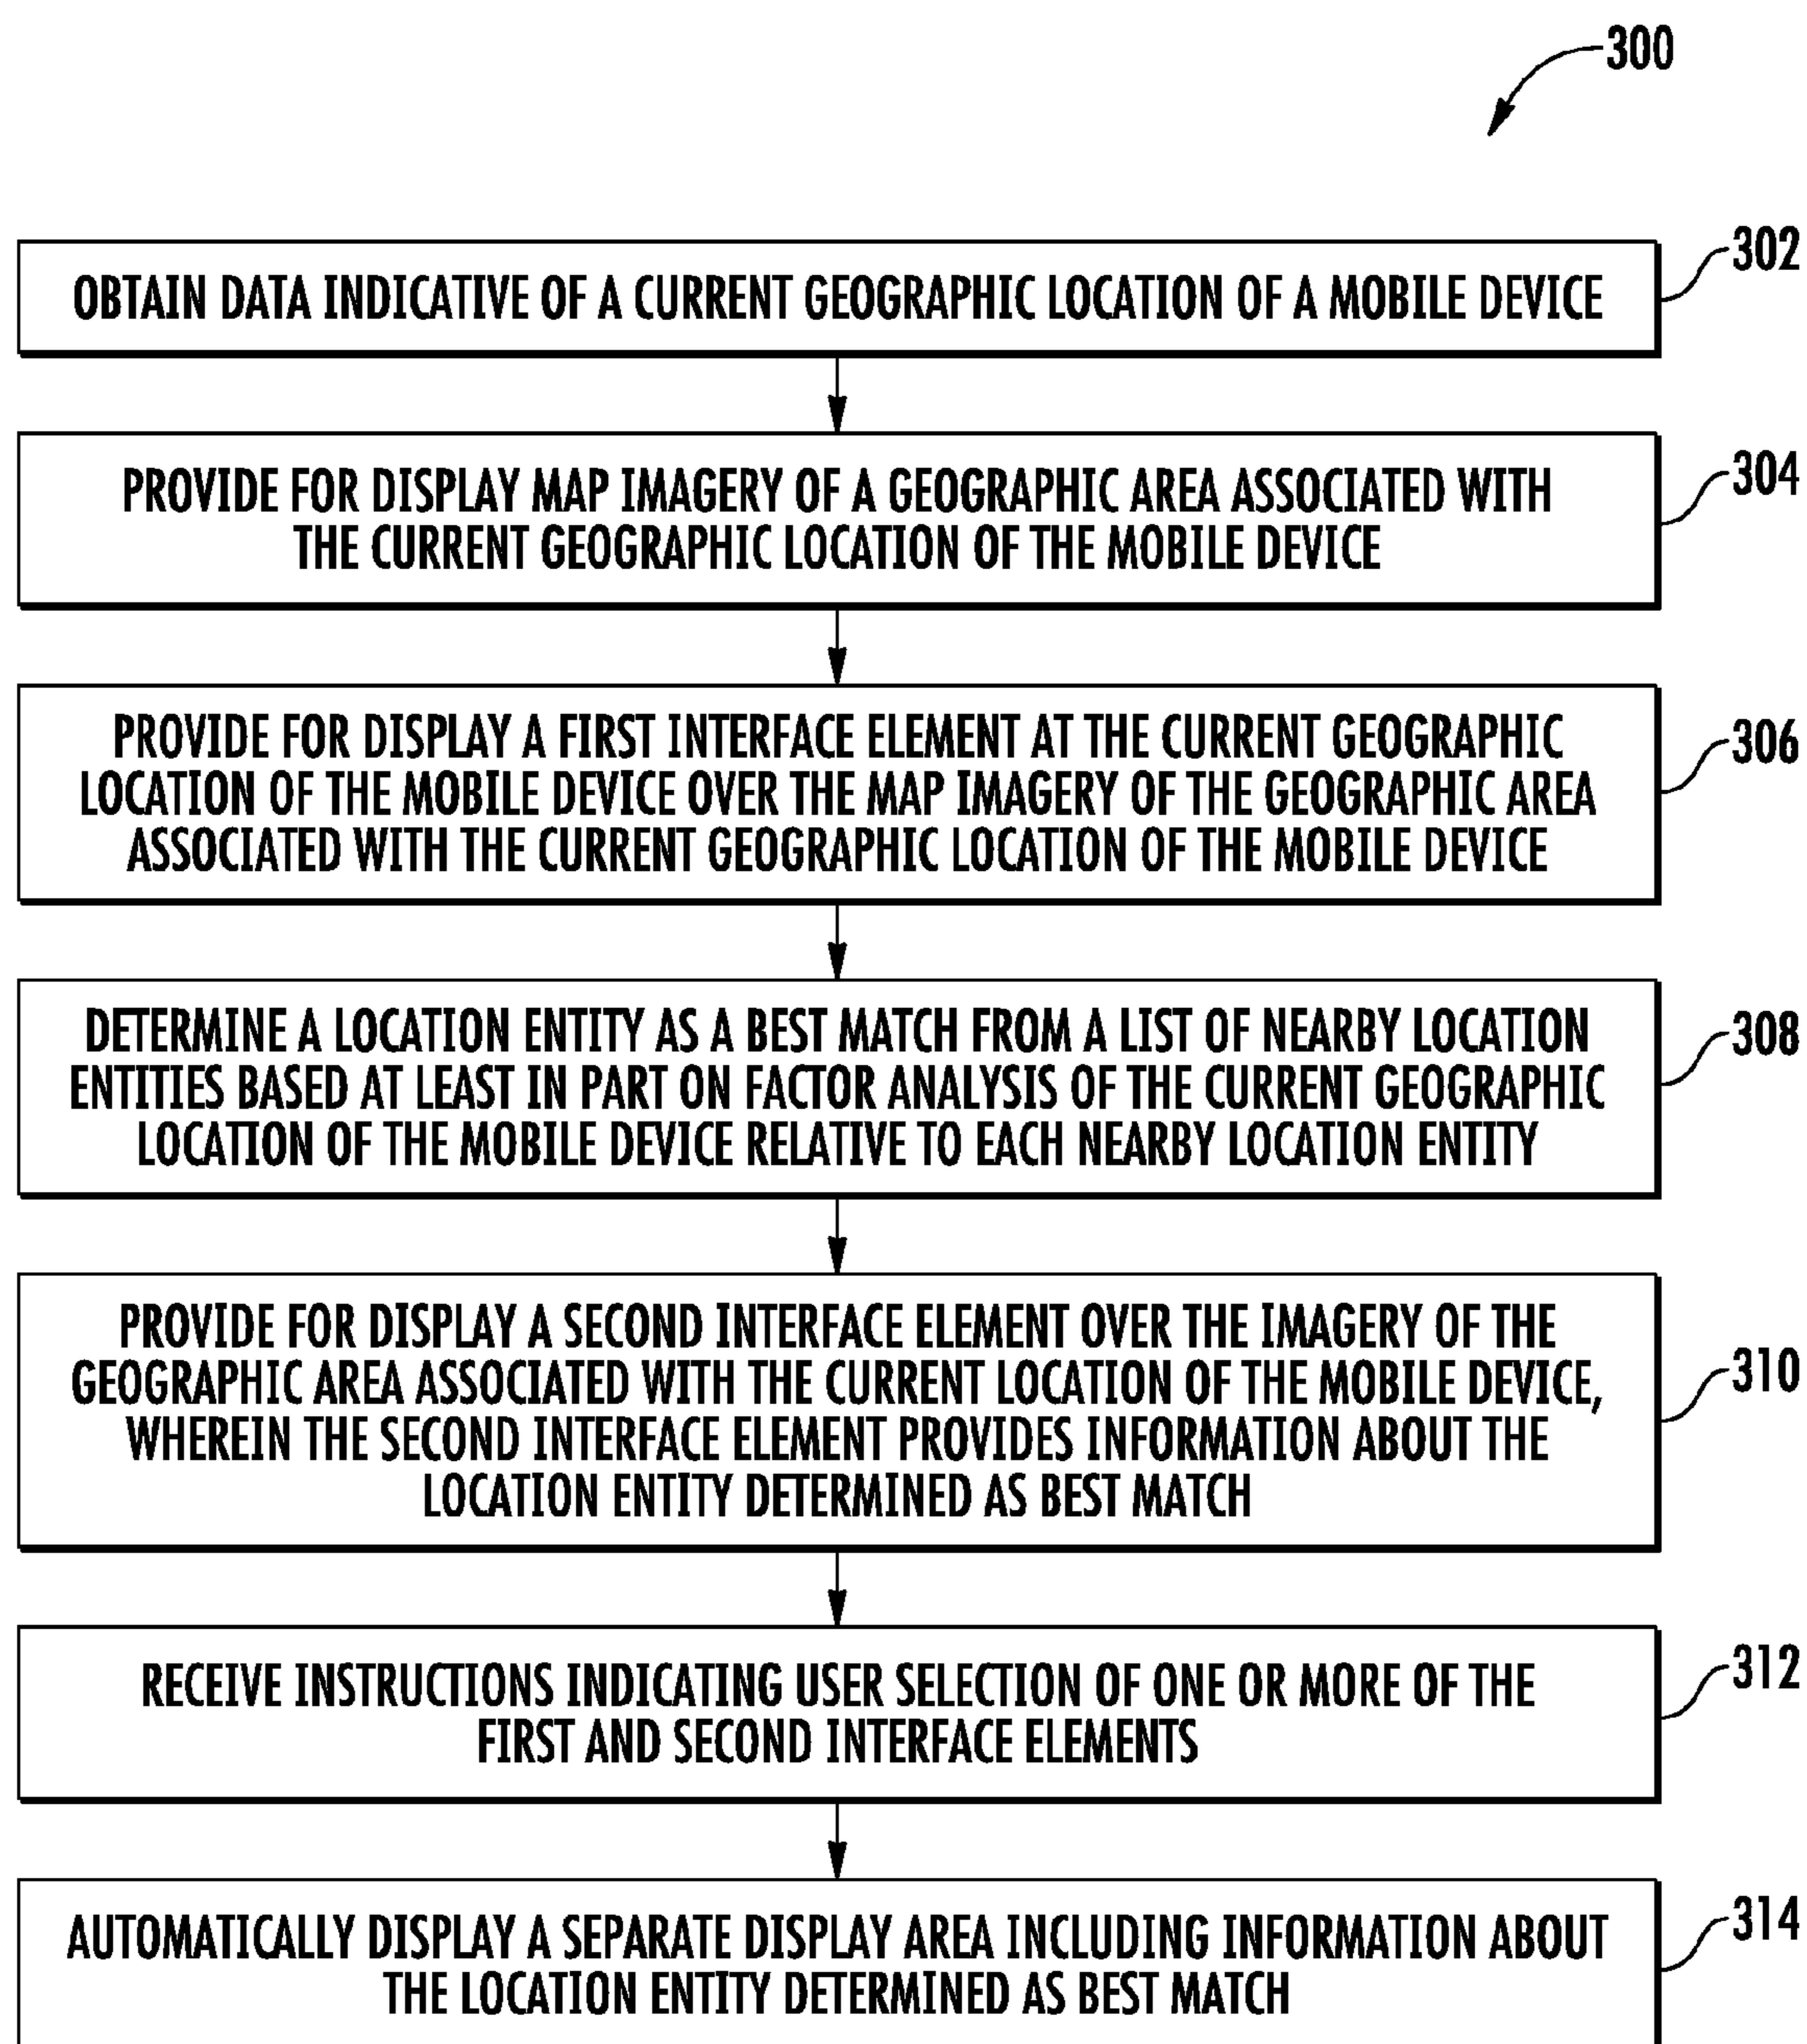 300
302
OBTAIN DATA INDICATIVE OF A CURRENT GEOGRAPHIC LOCATION OF A MOBILE DEVICE
304
PROVIDE FOR DISPLAY MAP IMAGERY OF A GEOGRAPHIC AREA ASSOCIATED WITH
THE CURRENT GEOGRAPHIC LOCATION OF THE MOBILE DEVICE
306
PROVIDE FOR DISPLAY A FIRST INTERFACE ELEMENT AT THE CURRENT GEOGRAPHIC
LOCATION OF THE MOBILE DEVICE OVER THE MAP IMAGERY OF THE GEOGRAPHIC AREA
ASSOCIATED WITH THE CURRENT GEOGRAPHIC LOCATION OF THE MOBILE DEVICE
308
DETERMINE A LOCATION ENTITY AS A BEST MATCH FROM A LIST OF NEARBY LOCATION
ENTITIES BASED AT LEAST IN PART ON FACTOR ANALYSIS OF THE CURRENT GEOGRAPHIC
LOCATION OF THE MOBILE DEVICE RELATIVE TO EACH NEARBY LOCATION ENTITY
310
PROVIDE FOR DISPLAY A SECOND INTERFACE ELEMENT OVER THE IMAGERY OF THE
GEOGRAPHIC AREA ASSOCIATED WITH THE CURRENT LOCATION OF THE MOBILE DEVICE,
WHEREIN THE SECOND INTERFACE ELEMENT PROVIDES INFORMATION ABOUT THE
LOCATION ENTITY DETERMINED AS BEST MATCH
312
RECEIVE INSTRUCTIONS INDICATING USER SELECTION OF ONE OR MORE OF THE
FIRST AND SECOND INTERFACE ELEMENTS
314
AUTOMATICALLY DISPLAY A SEPARATE DISPLAY AREA INCLUDING INFORMATION ABOUT
THE LOCATION ENTITY DETERMINED AS BEST MATCH